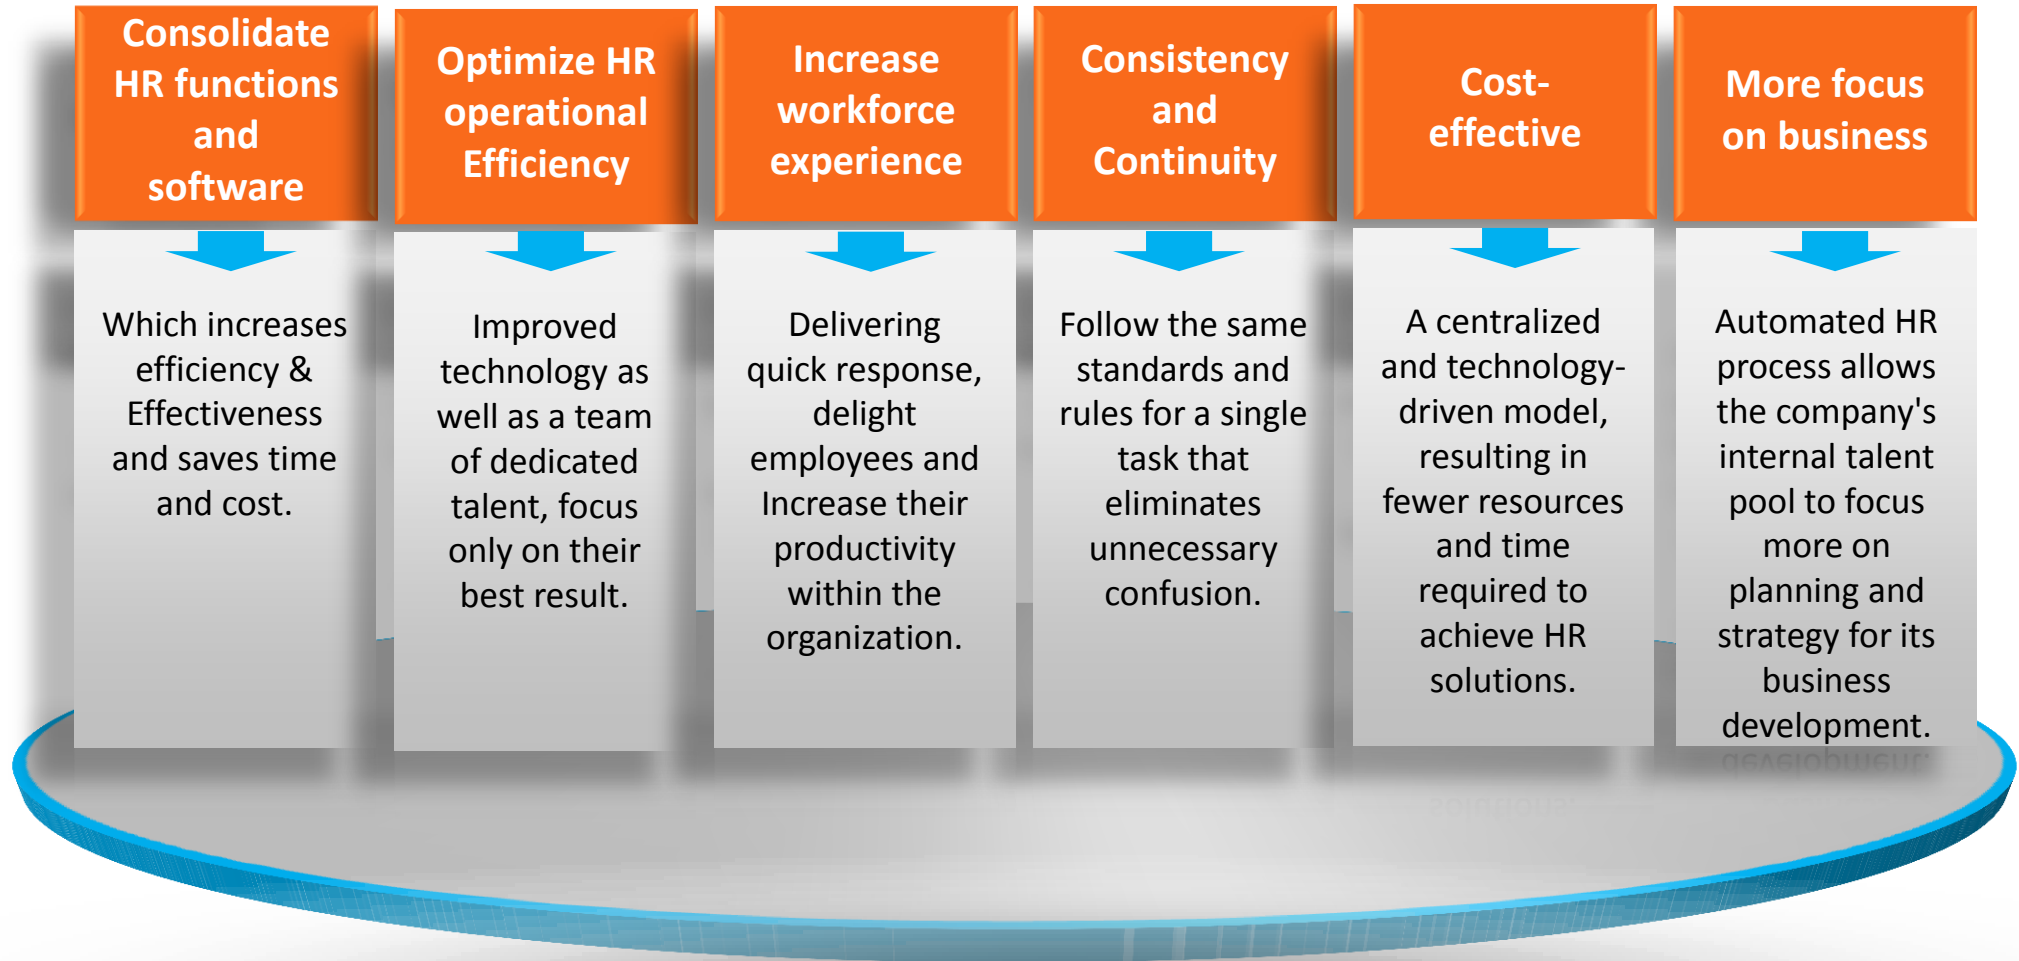 Consolidate
HR functions
and
software
Which increases
efficiency &
Effectiveness
and saves time
and cost.
Optimize HR
operational
Efficiency
Improved
technology as
well as a team
of dedicated
talent, focus
only on their
best result.
Increase
workforce
experience
Delivering
quick response,
delight
employees and
Increase their
productivity
within the
organization.
Consistency
and
Continuity
Follow the same
standards and
rules for a single
task that
eliminates
unnecessary
confusion.
Cost-
effective
A centralized
and technology-
driven model,
resulting in
fewer resources
and time
required to
achieve HR
solutions.
More focus
on business
Automated HR
process allows
the company's
internal talent
pool to focus
more on
planning and
strategy for its
business
development.